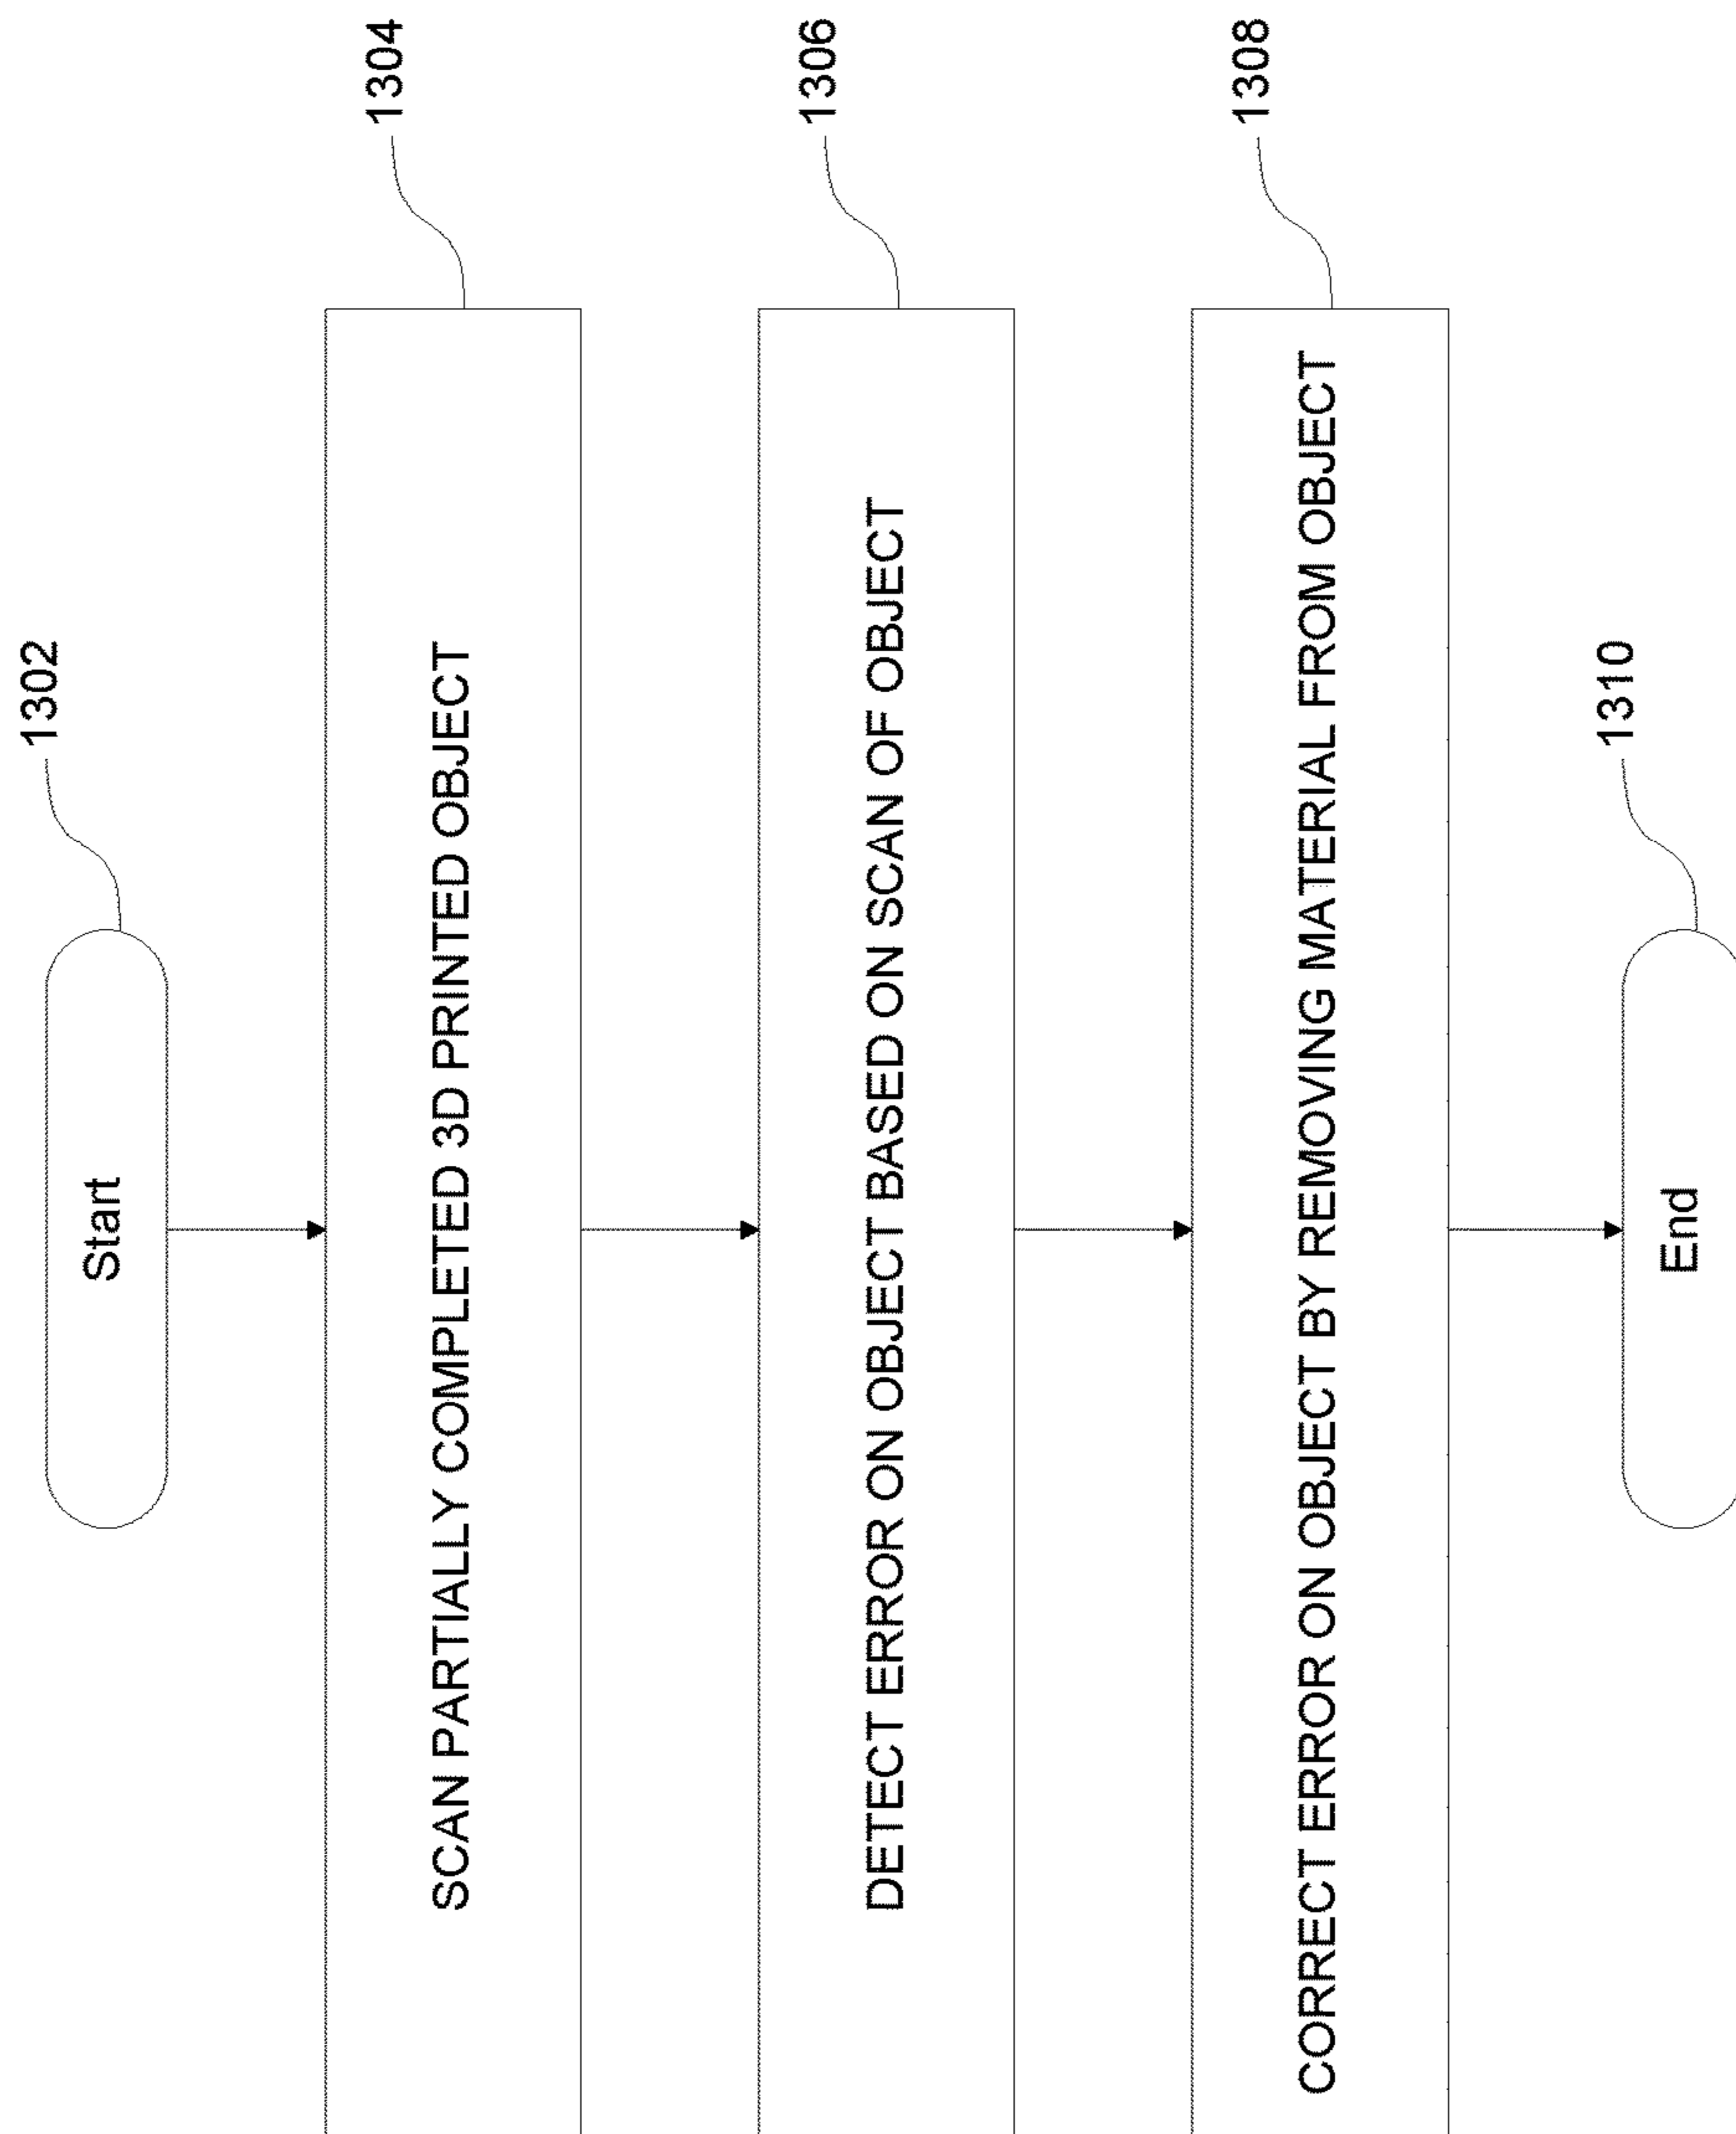 Start
1302
SCAN PARTIALLY COMPLETED 3D PRINTED OBJECT
1304
DETECT ERROR ON OBJECT BASED ON SCAN OF OBJECT
1306
CORRECT ERROR ON OBJECT BY REMOVING MATERIAL FROM OBJECT
1308
End
1310